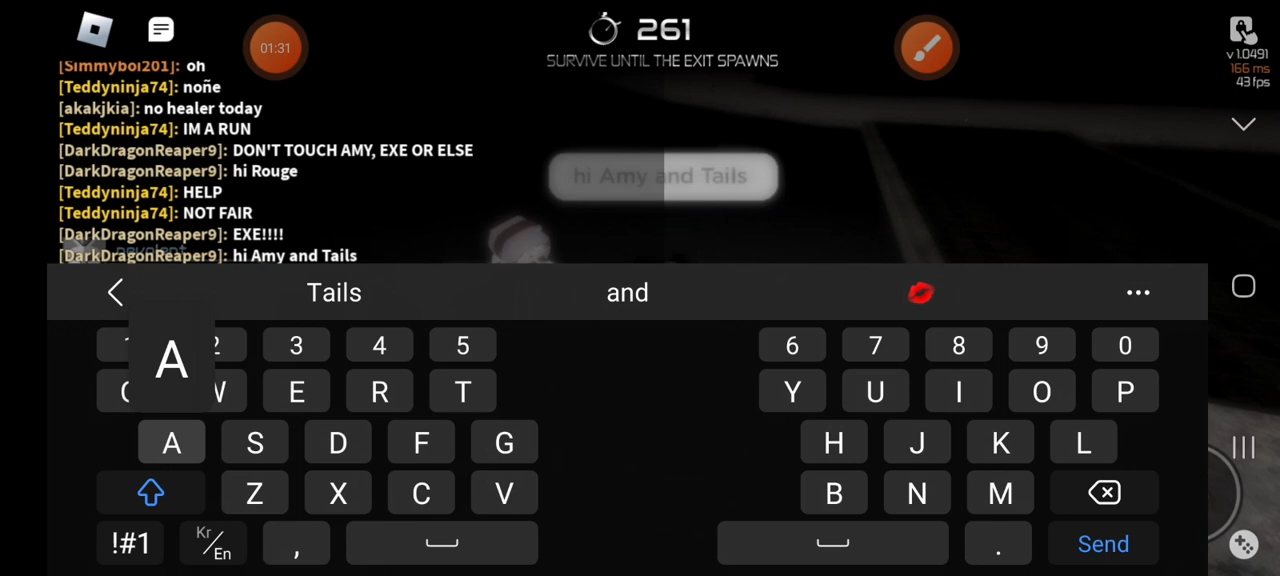 01:31
261
SURVIVE UNTIL THE EXIT SPAWNS
v 1.0491
166 ms
43 fps
[Simmyboi201]: oh
[Teddyninja74]: noñe
[akakjkia]: no healer today
[Teddyninja74]: IM A RUN
[DarkDragonReaper9]: DON'T TOUCH AMY, EXE OR ELSE
[DarkDragonReaper9]: hi Rouge
[Teddyninja74]: HELP
[Teddyninja74]: NOT FAIR
[DarkDragonReaper9]: EXE!!!!
[DarkDragonReaper9]: hi Amy and Tails
hi Amy and Tails
Tails and 💋 •••
A
1 2 3 4 5 6 7 8 9 0
W E R T Y U I O P
A S D F G H J K L
Z X C V B N M
!#1 Kr/En , . Send